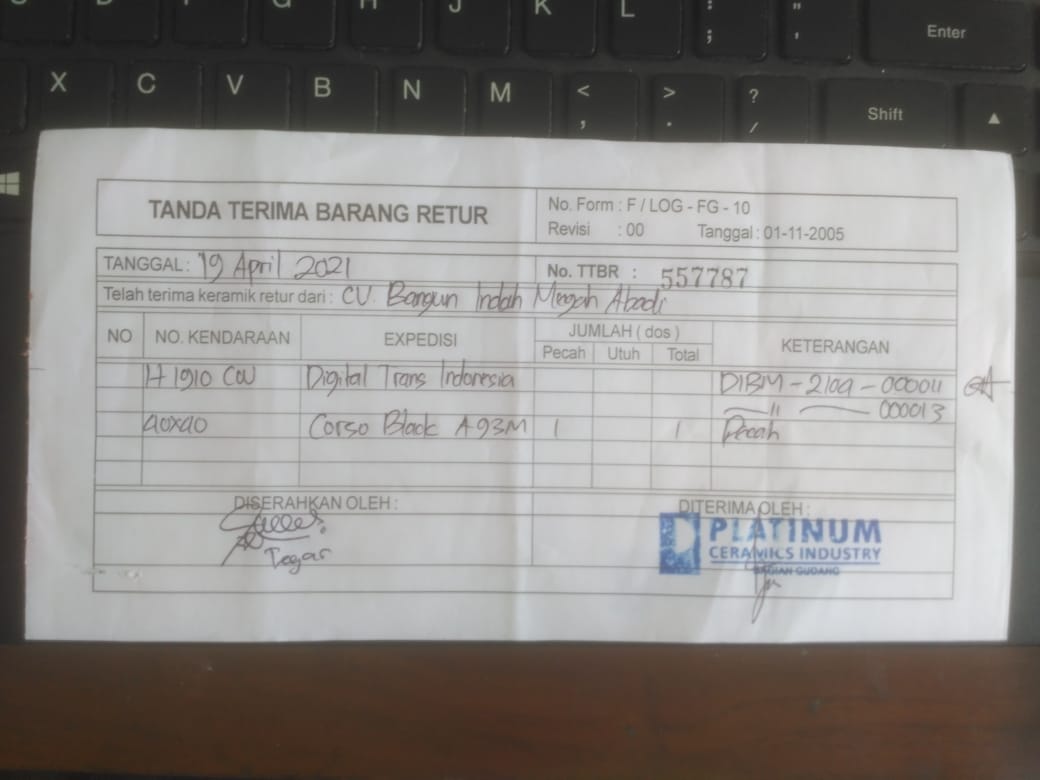 TANDA TERIMA BARANG RETUR
No. Form : F / LOG - FG - 10
Revisi : 00 Tanggal : 01-11-2005
TANGGAL : 19 April 2021 No. TTBR : 557787
Telah terima keramik retur dari : CV. Bangun Indah Megah Abadi
NO NO. KENDARAAN EXPEDISI JUMLAH ( dos ) KETERANGAN
Pecah Utuh Total
H 1910 CW Digital Trans Indonesia DIBM - 2104 - 000011
〃 000013
40x40 Corso Black A 93M 1 1 Pecah
DISERAHKAN OLEH : DITERIMA OLEH :
Tegar
PLATINUM
CERAMICS INDUSTRY
BAGIAN GUDANG
D
F
G
H
J
K
L
: ;
" '
Enter
X
C
V
B
N
M
< ,
> .
? /
Shift
▲